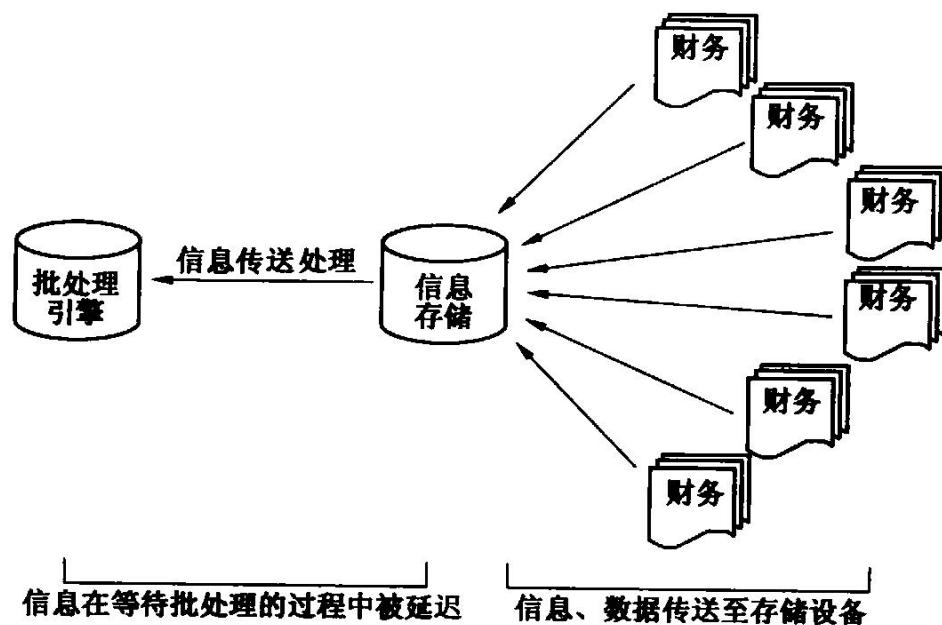 财务
财务
财务
信息传送处理
批处理
引擎
信息
存储
财务
财务
财务
信息在等待批处理的过程中被延迟
信息、数据传送至存储设备